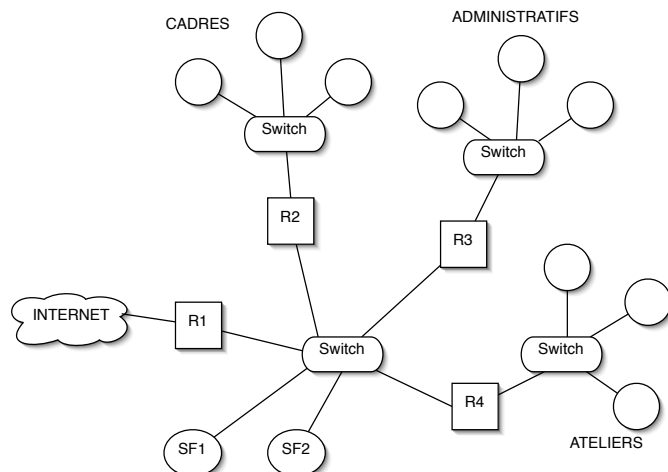 CADRES
ADMINISTRATIFS
Switch
Switch
R2
R3
INTERNET
R1
Switch
Switch
R4
SF1
SF2
ATELIERS